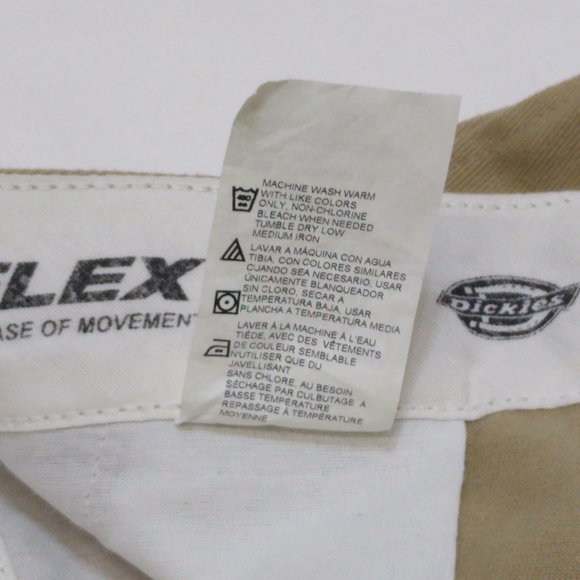 MACHINE WASH WARM
WITH LIKE COLORS
ONLY, NON-CHLORINE
BLEACH WHEN NEEDED
TUMBLE DRY LOW
MEDIUM IRON
LAVAR A MÁQUINA CON AGUA
TIBIA, CON COLORES SIMILARES
CUANDO SEA NECESARIO, USAR
ÚNICAMENTE BLANQUEADOR
SIN CLORO, SECAR A
TEMPERATURA BAJA, USAR
PLANCHA A TEMPERATURA MEDIA
LAVER À LA MACHINE À L'EAU
TIÈDE, AVEC DES VÊTEMENTS
DE COULEUR SEMBLABLE
N'UTILISER QUE DU
JAVELLISANT
SANS CHLORE, AU BESOIN
SÉCHAGE PAR CULBUTAGE À
BASSE TEMPÉRATURE
REPASSAGE À TEMPÉRATURE
MOYENNE
40C
FLEX
ASE OF MOVEMENT
Dickies